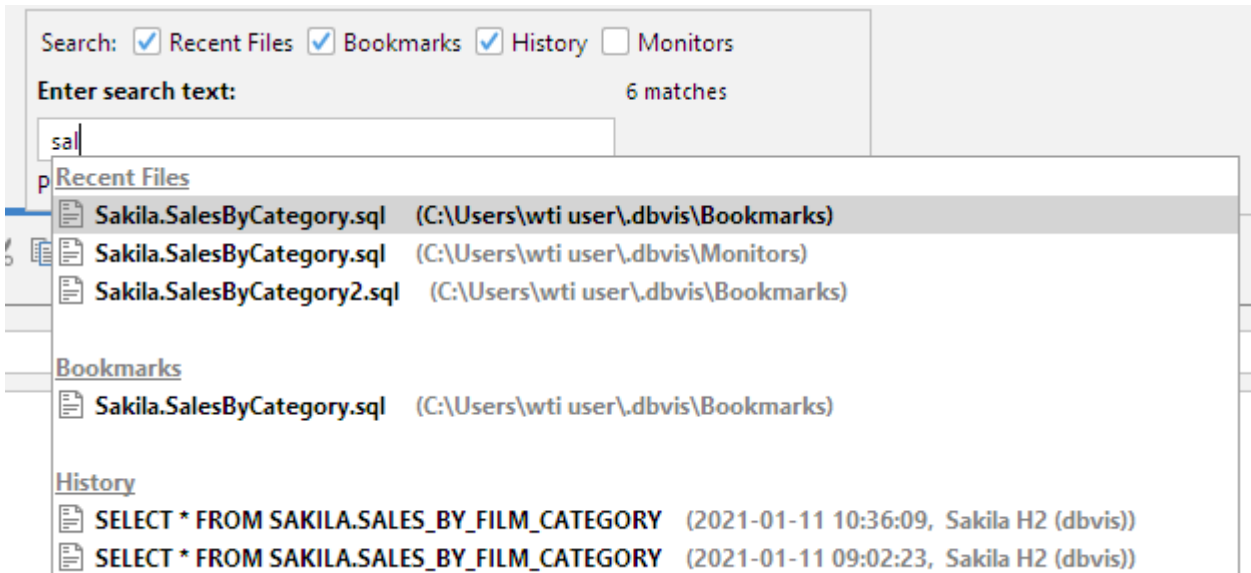 Search: Recent Files Bookmarks History Monitors
Enter search text: 6 matches
sal
P
Recent Files
Sakila.SalesByCategory.sql (C:\Users\wti user\.dbvis\Bookmarks)
Sakila.SalesByCategory.sql (C:\Users\wti user\.dbvis\Monitors)
Sakila.SalesByCategory2.sql (C:\Users\wti user\.dbvis\Bookmarks)
Bookmarks
Sakila.SalesByCategory.sql (C:\Users\wti user\.dbvis\Bookmarks)
History
SELECT * FROM SAKILA.SALES_BY_FILM_CATEGORY (2021-01-11 10:36:09, Sakila H2 (dbvis))
SELECT * FROM SAKILA.SALES_BY_FILM_CATEGORY (2021-01-11 09:02:23, Sakila H2 (dbvis))